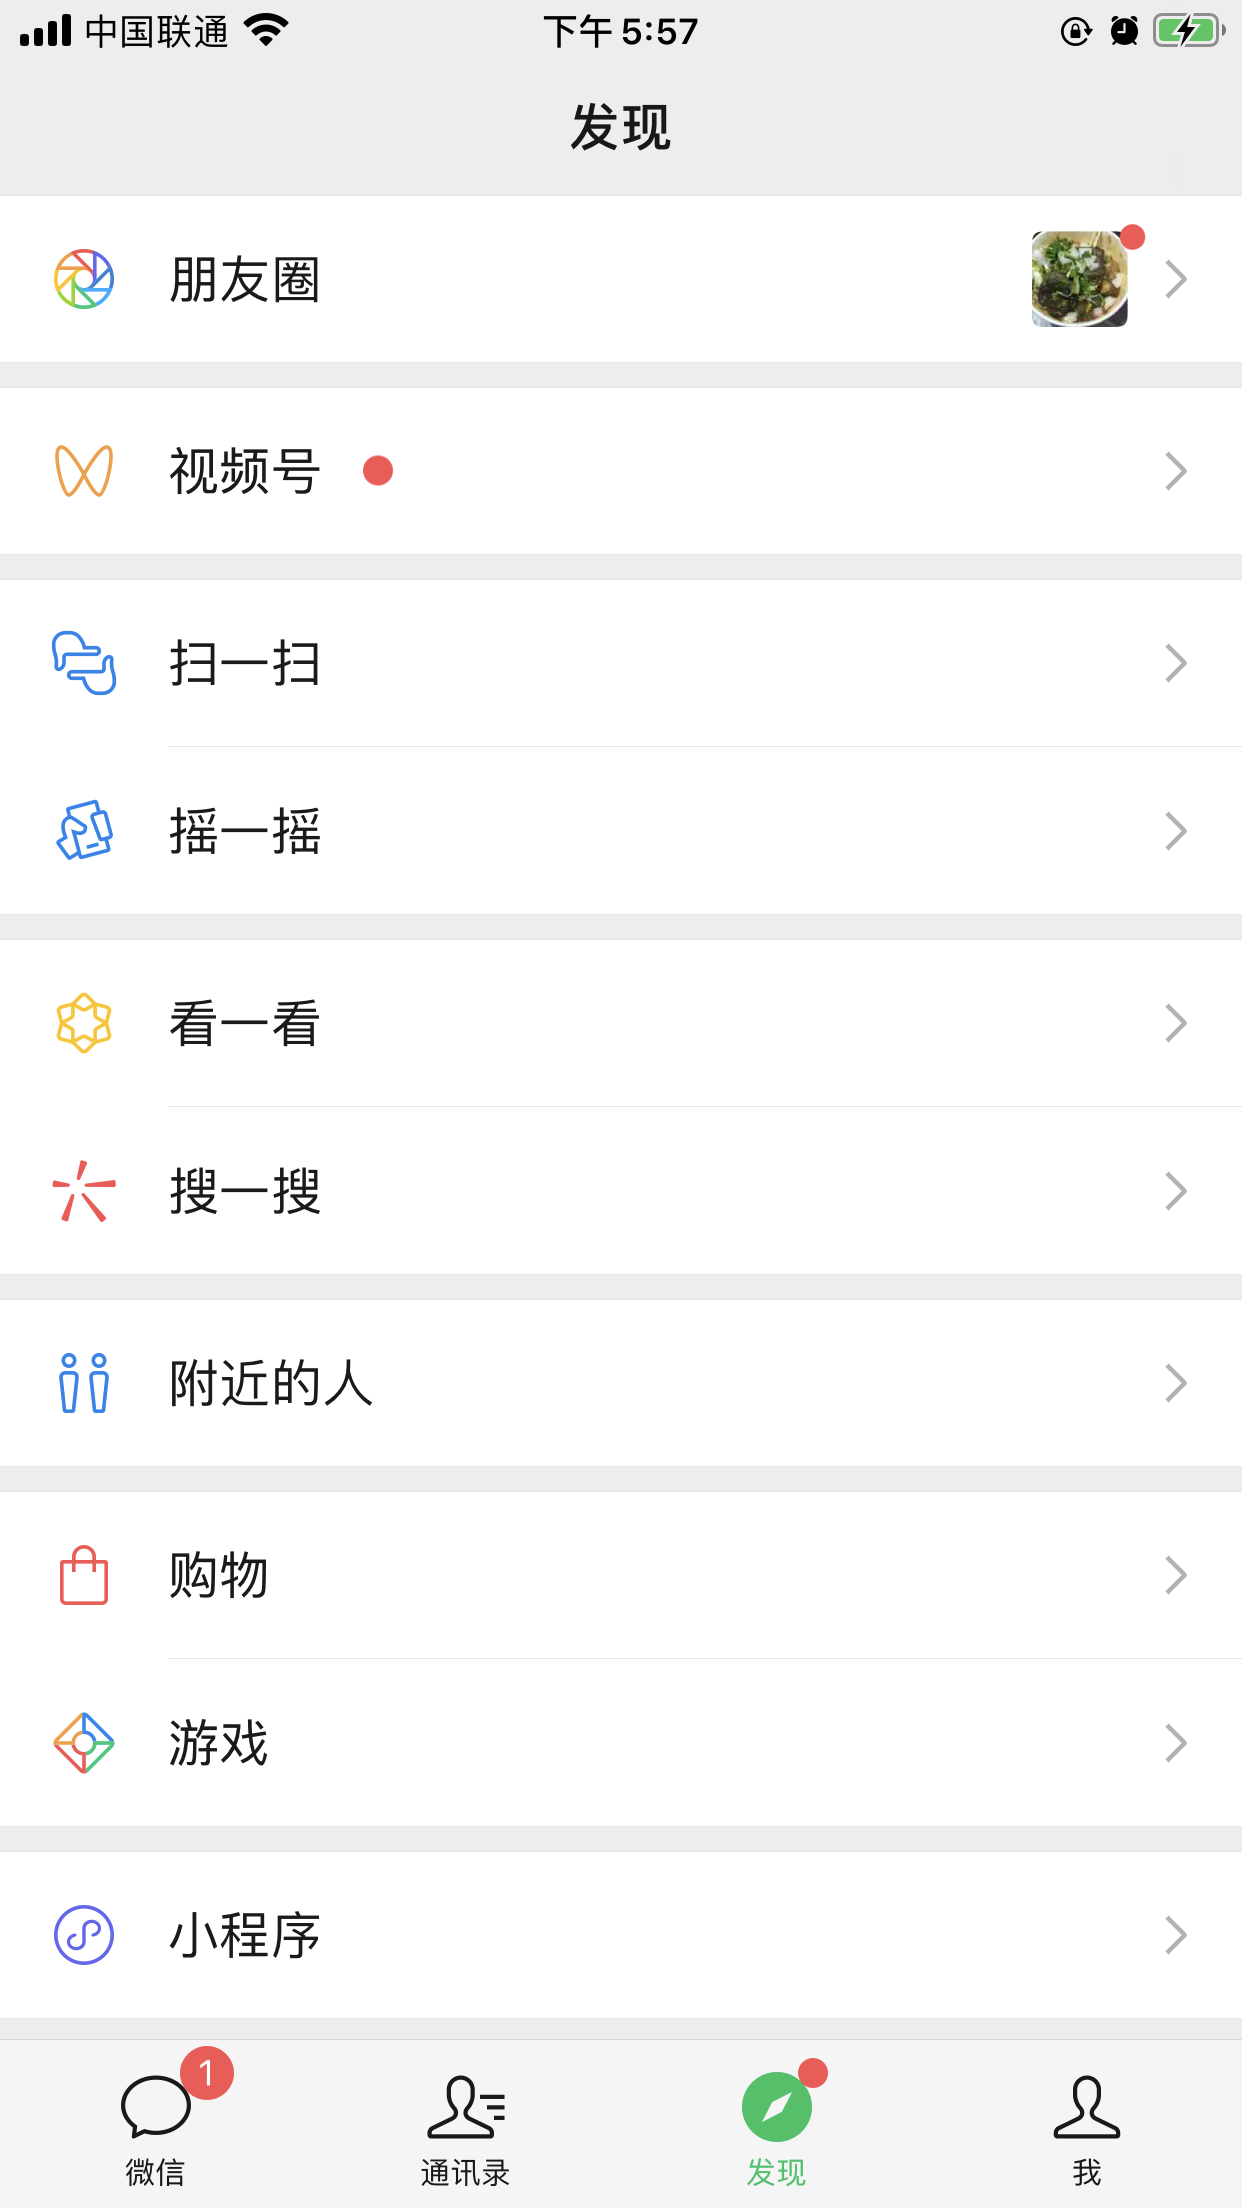 中国联通 下午 5:57
发现
朋友圈
视频号
扫一扫
摇一摇
看一看
搜一搜
附近的人
购物
游戏
小程序
1
微信 通讯录 发现 我